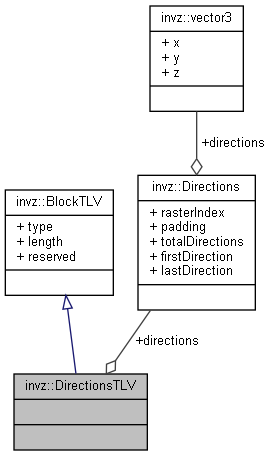 invz::vector3
+ x
+ y
+ z
+directions
invz::Directions
+ rasterIndex
+ padding
+ totalDirections
+ firstDirection
+ lastDirection
invz::BlockTLV
+ type
+ length
+ reserved
+directions
invz::DirectionsTLV